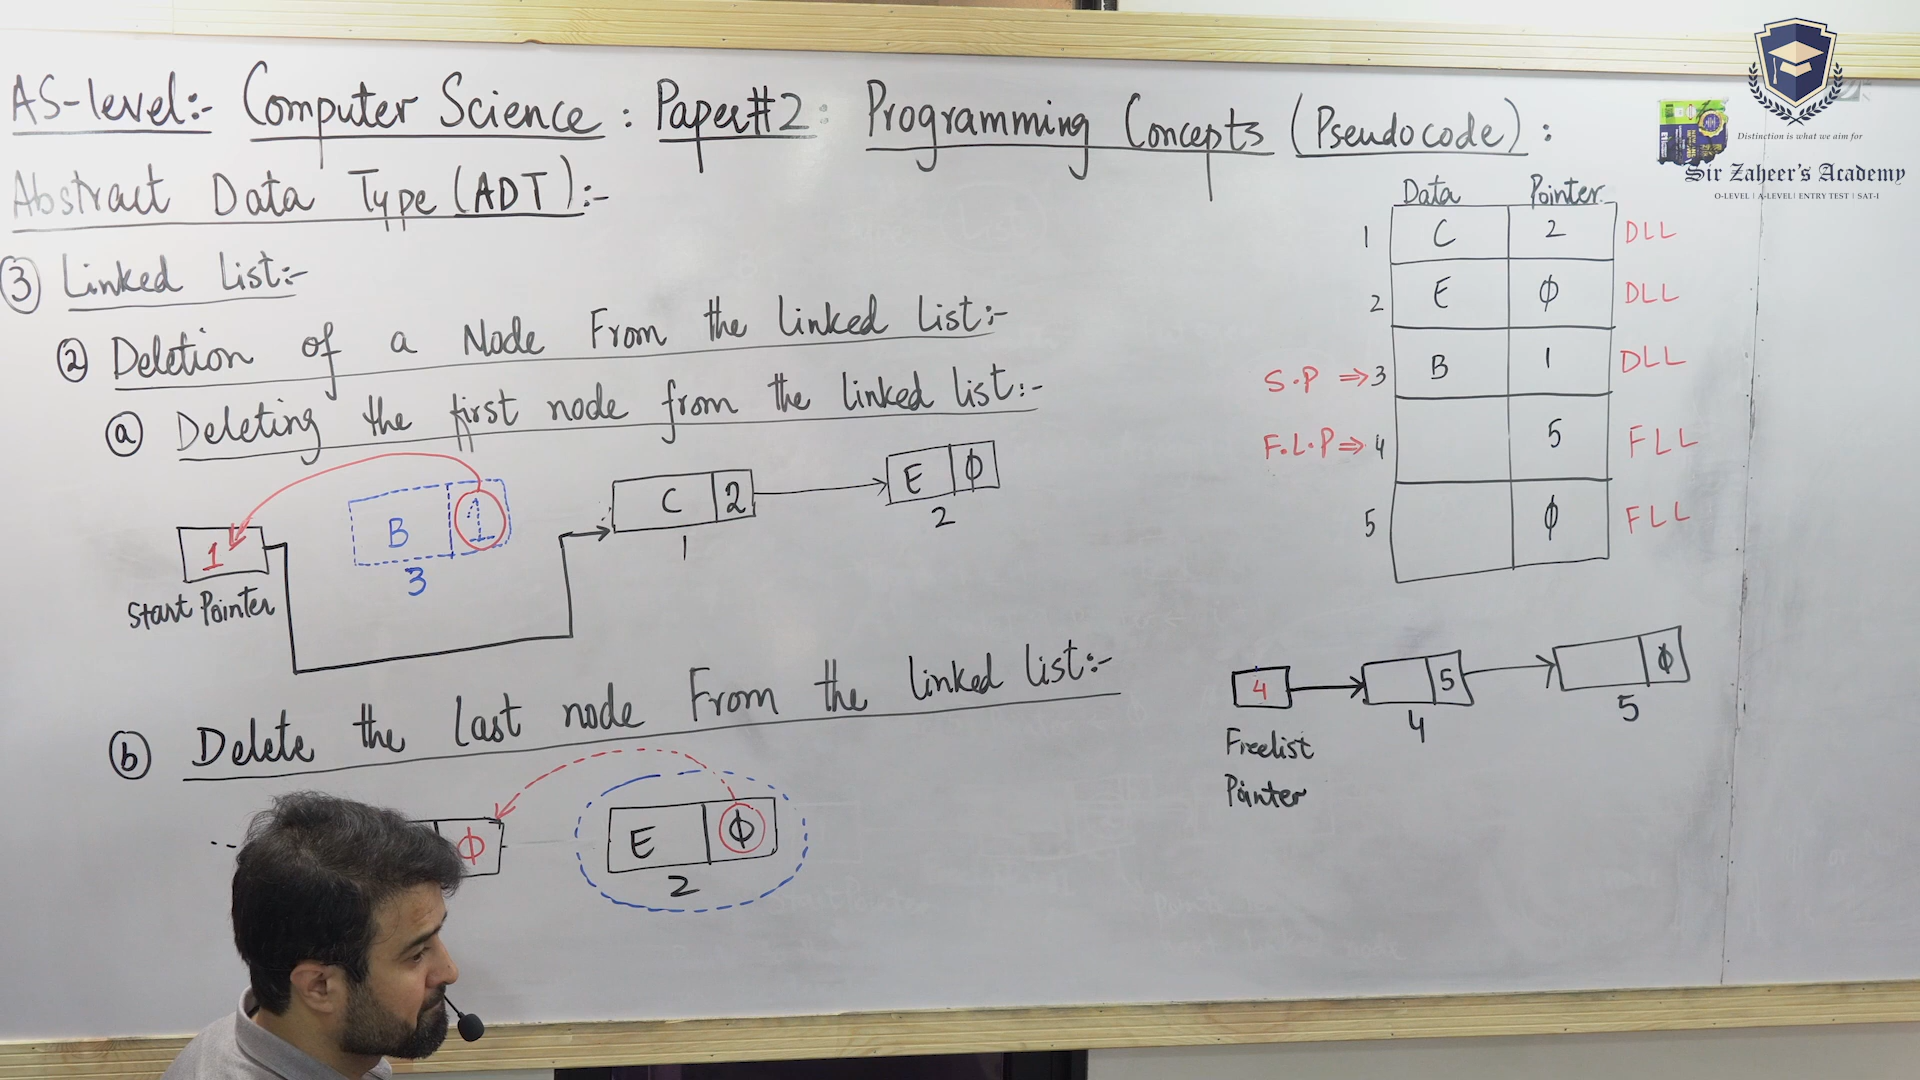 AS-level:- Computer Science : Paper#2 : Programming Concepts (Pseudocode) :
Abstract Data Type (ADT):-
③ Linked List:-
② Deletion of a Node From the linked list:-
ⓐ Deleting the first node from the linked list:-
1
Start Pointer
B 1
3
C 2
1
E ϕ
2
ⓑ Delete the last node From the linked list:-
ϕ
E ϕ
2
Data Pointer
1 C 2 DLL
2 E ϕ DLL
S.P ⇒ 3 B 1 DLL
F.L.P ⇒ 4 5 FLL
5 ϕ FLL
4
Freelist
Pointer
5
4
ϕ
5
Distinction is what we aim for
Sir Zaheer's Academy
O-LEVEL | A-LEVEL | ENTRY TEST | SAT-I